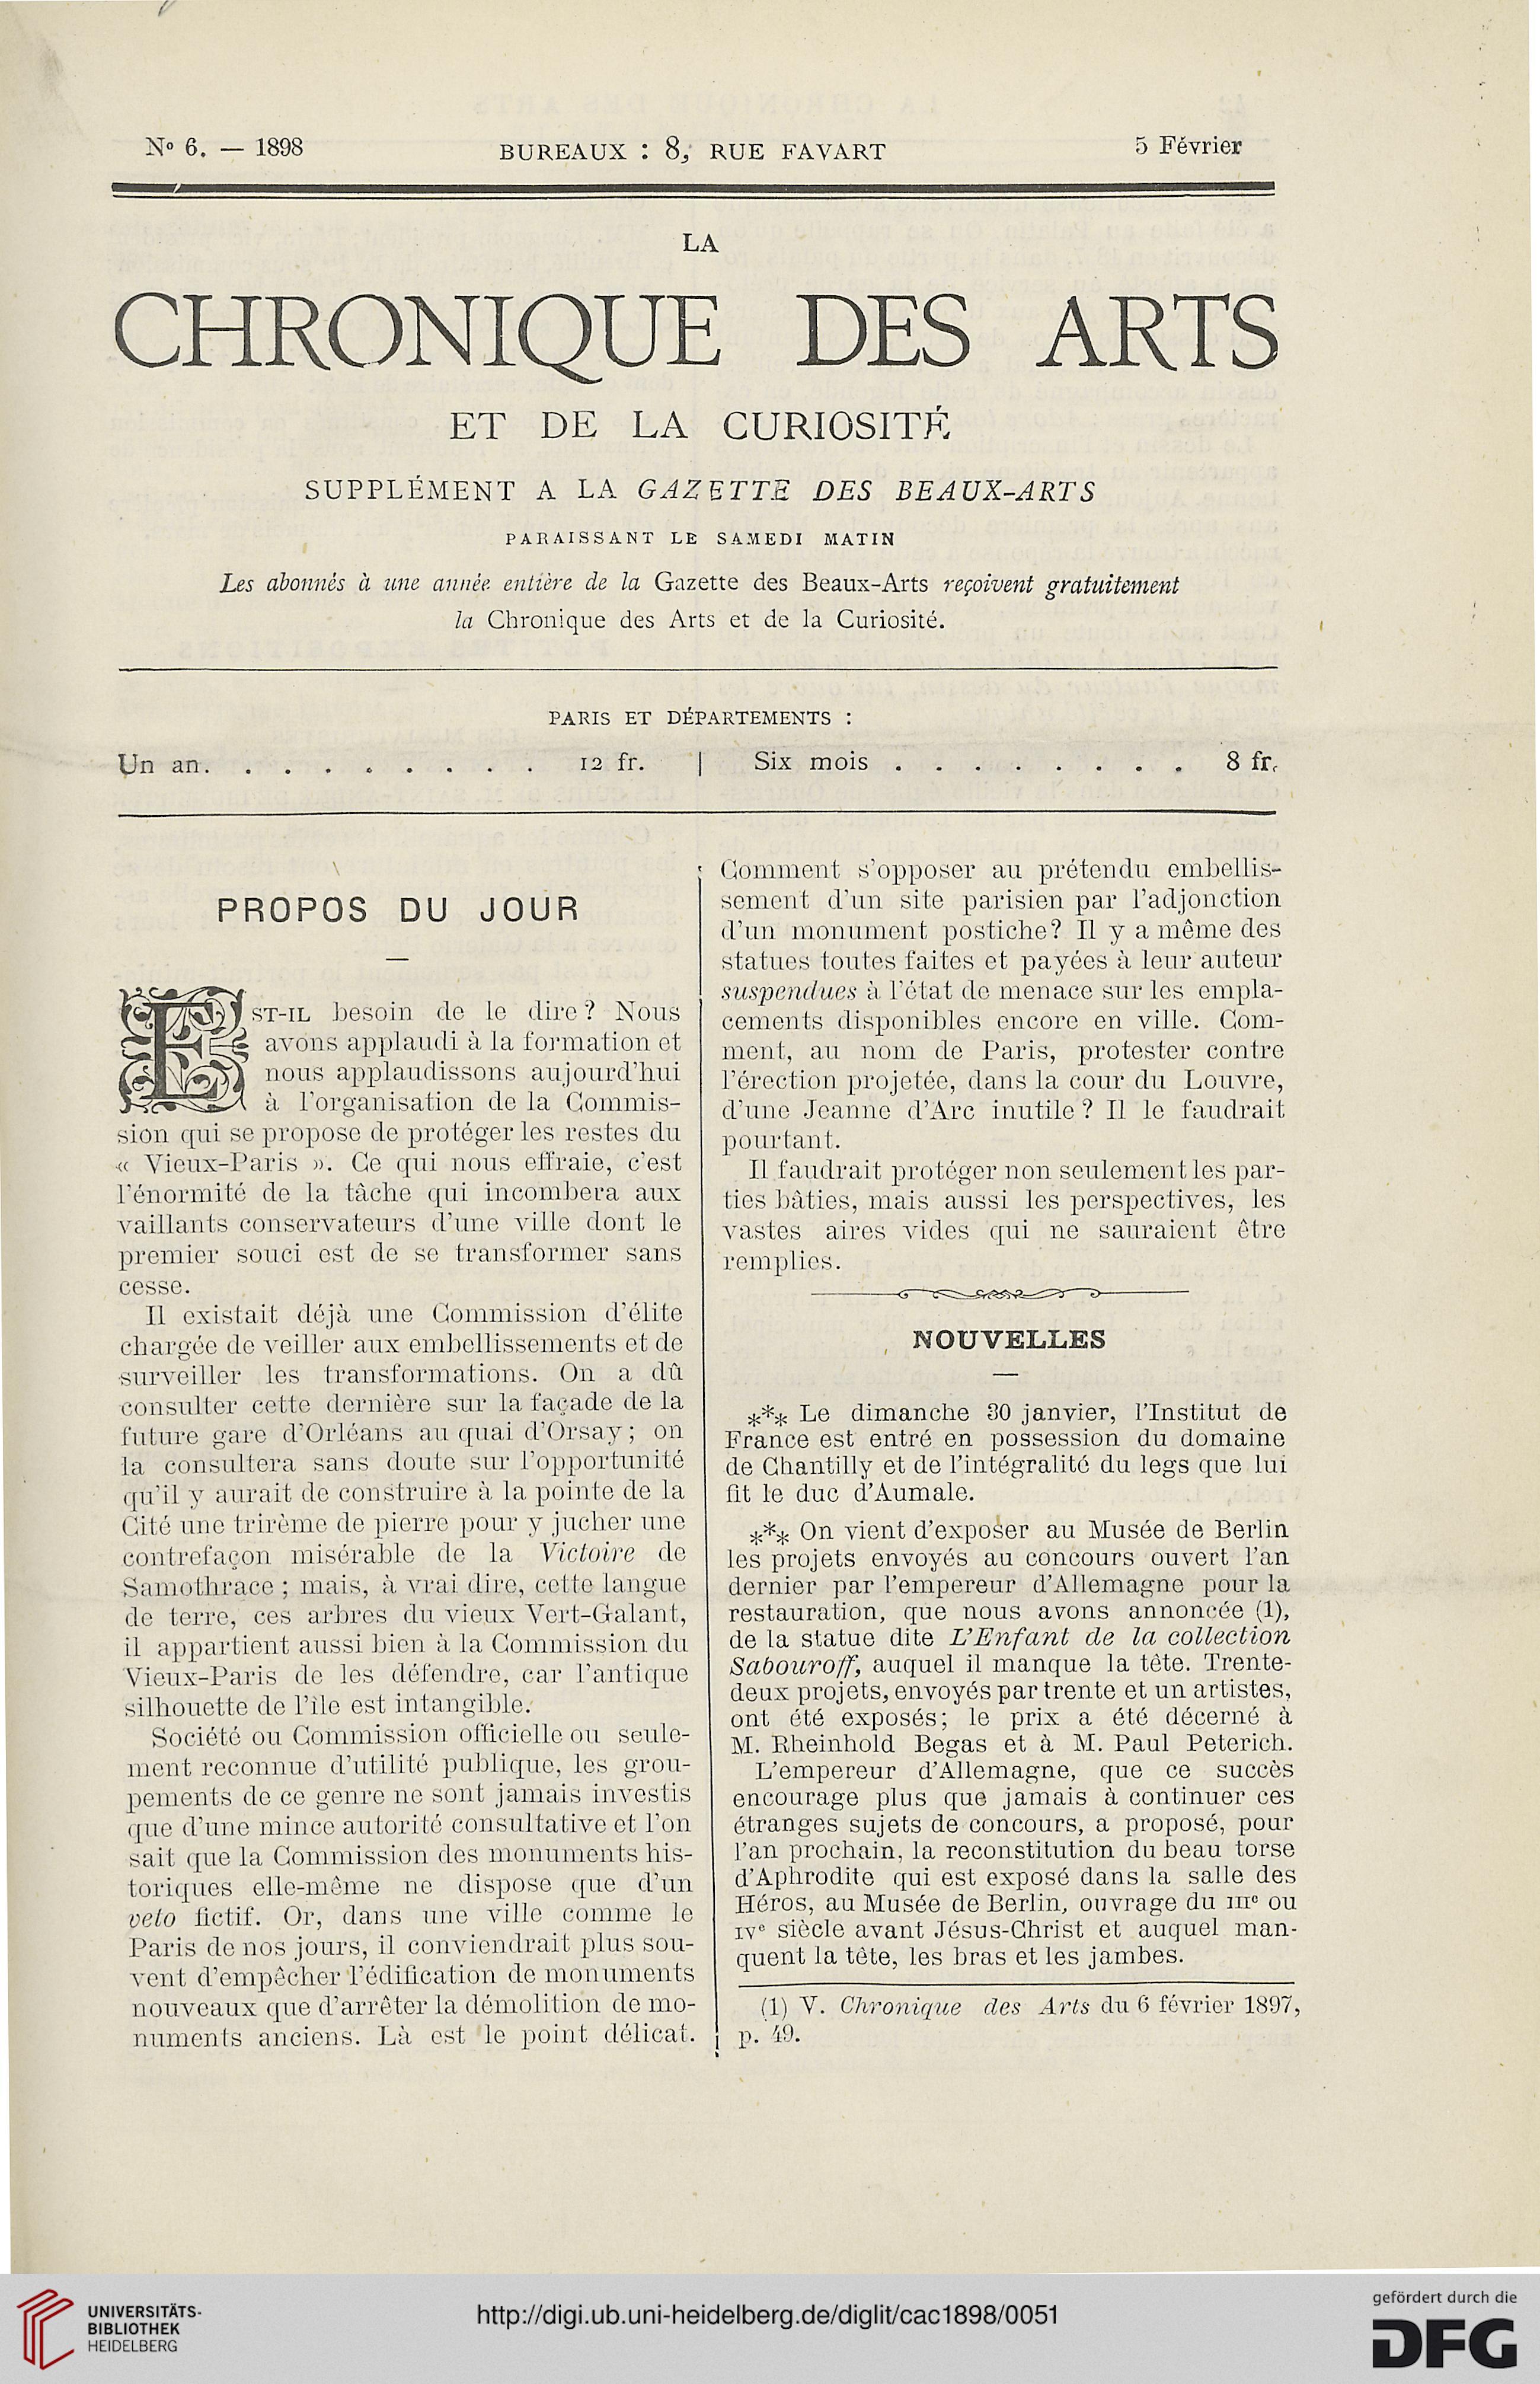 N° 6. — 1898
BUREAUX : 8, RUE FAVART
5 Février
LA
CHRONIQUE DES ARTS
ET DE LA CURIOSITÉ
SUPPLÉMENT A LA GAZETTE DES BEAUX-ARTS
PARAISSANT LE SAMEDI MATIN
Les abonnés à une année entière de la Gazette des Beaux-Arts reçoivent gratuitement
la Chronique des Arts et de la Curiosité.
PARIS ET DÉPARTEMENTS :
Un an. . . . . . . . . 12 fr. | Six mois . . . . . . . . 8 fr.
PROPOS DU JOUR
EST-IL besoin de le dire ? Nous
avons applaudi à la formation et
nous applaudissons aujourd'hui
à l'organisation de la Commis-
sion qui se propose de protéger les restes du
« Vieux-Paris ». Ce qui nous effraie, c'est
l'énormité de la tâche qui incombera aux
vaillants conservateurs d'une ville dont le
premier souci est de se transformer sans
cesse.
Il existait déjà une Commission d'élite
chargée de veiller aux embellissements et de
surveiller les transformations. On a dû
consulter cette dernière sur la façade de la
future gare d'Orléans au quai d'Orsay ; on
la consultera sans doute sur l'opportunité
qu'il y aurait de construire à la pointe de la
Cité une trirème de pierre pour y jucher une
contrefaçon misérable de la Victoire de
Samothrace ; mais, à vrai dire, cette langue
de terre, ces arbres du vieux Vert-Galant,
il appartient aussi bien à la Commission du
Vieux-Paris de les défendre, car l'antique
silhouette de l'île est intangible.
Société ou Commission officielle ou seule-
ment reconnue d'utilité publique, les grou-
pements de ce genre ne sont jamais investis
que d'une mince autorité consultative et l'on
sait que la Commission des monuments his-
toriques elle-même ne dispose que d'un
veto fictif. Or, dans une ville comme le
Paris de nos jours, il conviendrait plus sou-
vent d'empêcher l'édification de monuments
nouveaux que d'arrêter la démolition de mo-
numents anciens. Là est le point délicat.
Comment s'opposer au prétendu embellis-
sement d'un site parisien par l'adjonction
d'un monument postiche ? Il y a même des
statues toutes faites et payées à leur auteur
suspendues à l'état de menace sur les empla-
cements disponibles encore en ville. Com-
ment, au nom de Paris, protester contre
l'érection projetée, dans la cour du Louvre,
d'une Jeanne d'Arc inutile ? Il le faudrait
pourtant.
Il faudrait protéger non seulement les par-
ties bâties, mais aussi les perspectives, les
vastes aires vides qui ne sauraient être
remplies.
NOUVELLES
*** Le dimanche 30 janvier, l'Institut de
France est entré en possession du domaine
de Chantilly et de l'intégralité du legs que lui
fit le duc d'Aumale.
*** On vient d'exposer au Musée de Berlin
les projets envoyés au concours ouvert l'an
dernier par l'empereur d'Allemagne pour la
restauration, que nous avons annoncée (1),
de la statue dite L'Enfant de la collection
Sabouroff, auquel il manque la tête. Trente-
deux projets, envoyés par trente et un artistes,
ont été exposés; le prix a été décerné à
M. Rheinhold Begas et à M. Paul Peterich.
L'empereur d'Allemagne, que ce succès
encourage plus que jamais à continuer ces
étranges sujets de concours, a proposé, pour
l'an prochain, la reconstitution du beau torse
d'Aphrodite qui est exposé dans la salle des
Héros, au Musée de Berlin, ouvrage du IIIe ou
IVe siècle avant Jésus-Christ et auquel man-
quent la tête, les bras et les jambes.
(1) V. Chronique des Arts du 6 février 1897,
p. 49.
UNIVERSITÄTS-
BIBLIOTHEK
HEIDELBERG
http://digi.ub.uni-heidelberg.de/diglit/cac1898/0051
gefördert durch die
DFG